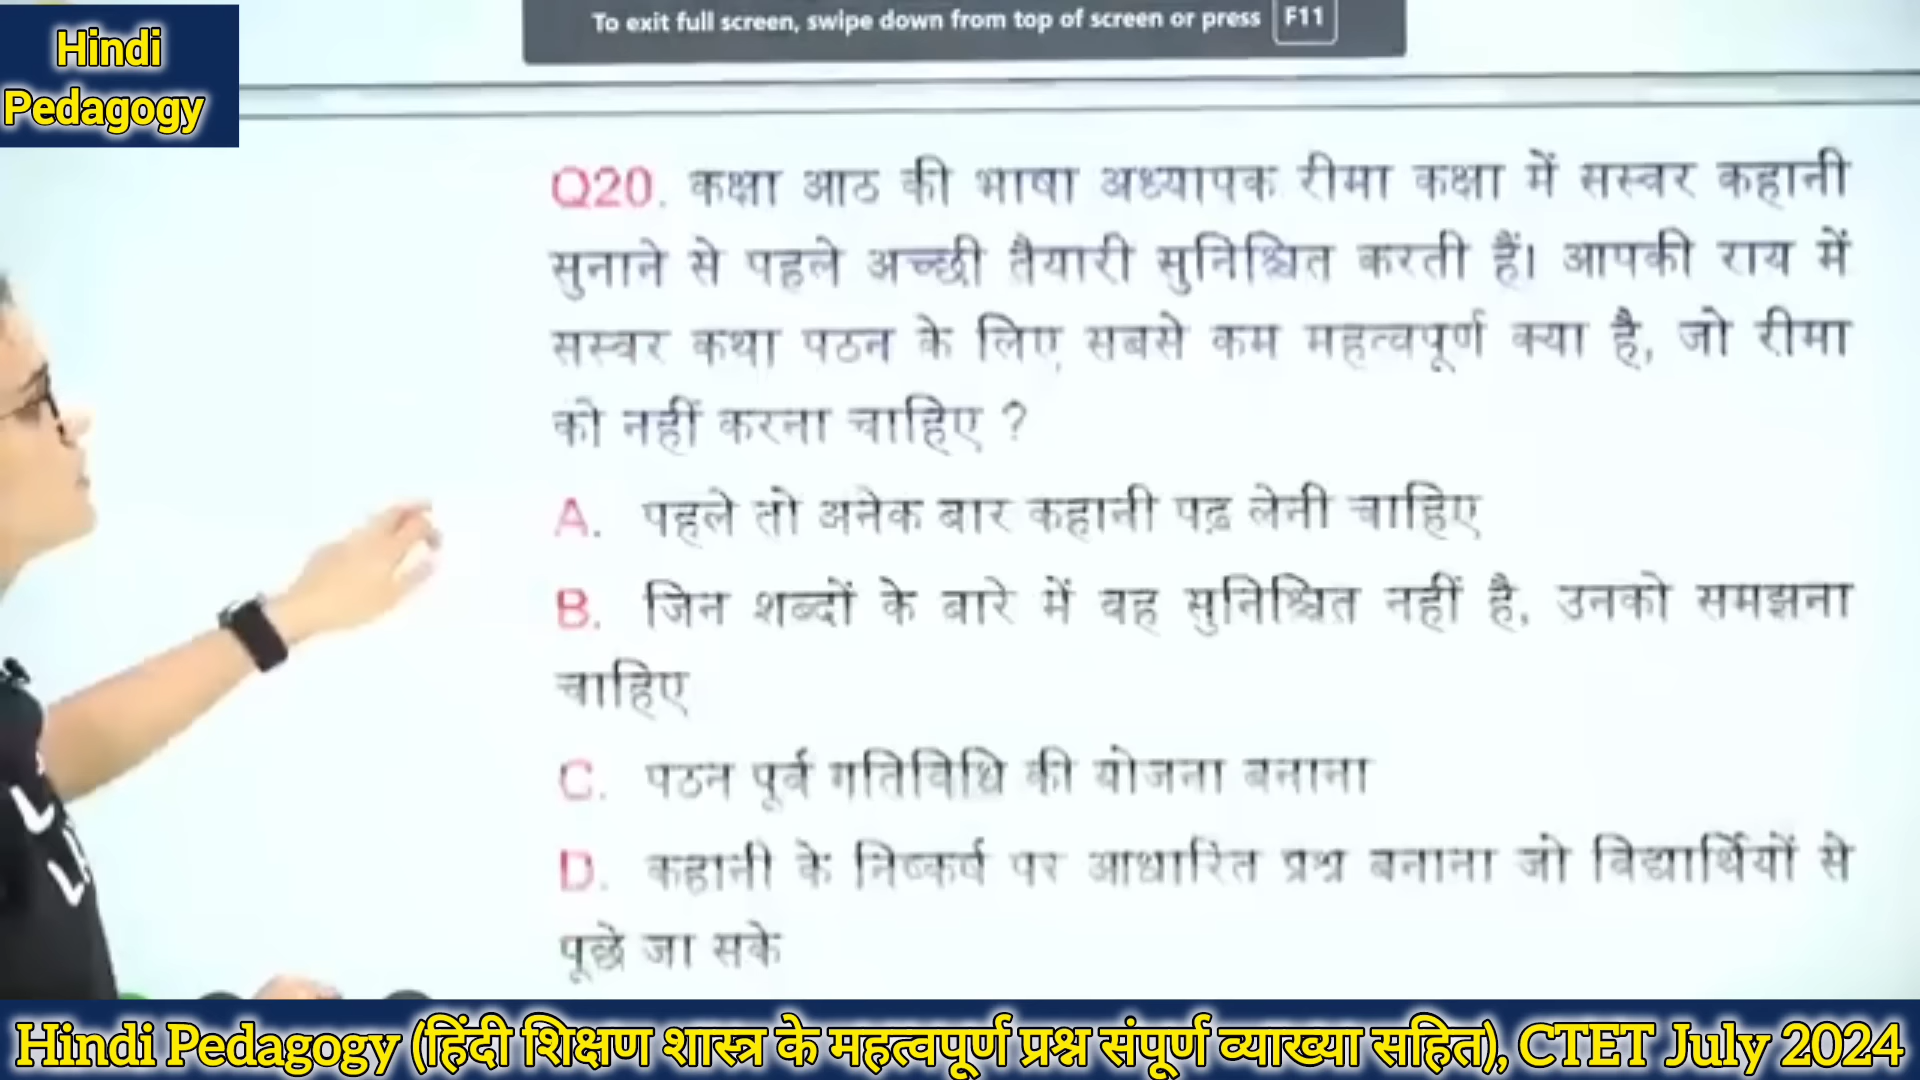 To exit full screen, swipe down from top of screen or press F11
Hindi
Pedagogy
Q20. कक्षा आठ की भाषा अध्यापक रीमा कक्षा में सस्वर कहानी
सुनाने से पहले अच्छी तैयारी सुनिश्चित करती हैं। आपकी राय में
सस्वर कथा पठन के लिए सबसे कम महत्वपूर्ण क्या है, जो रीमा
को नहीं करना चाहिए ?
A. पहले तो अनेक बार कहानी पढ़ लेनी चाहिए
B. जिन शब्दों के बारे में वह सुनिश्चित नहीं है, उनको समझना
चाहिए
C. पठन पूर्व गतिविधि की योजना बनाना
D. कहानी के निष्कर्ष पर आधारित प्रश्न बनाना जो विद्यार्थियों से
पूछे जा सके
Hindi Pedagogy (हिंदी शिक्षण शास्त्र के महत्वपूर्ण प्रश्न संपूर्ण व्याख्या सहित), CTET July 2024